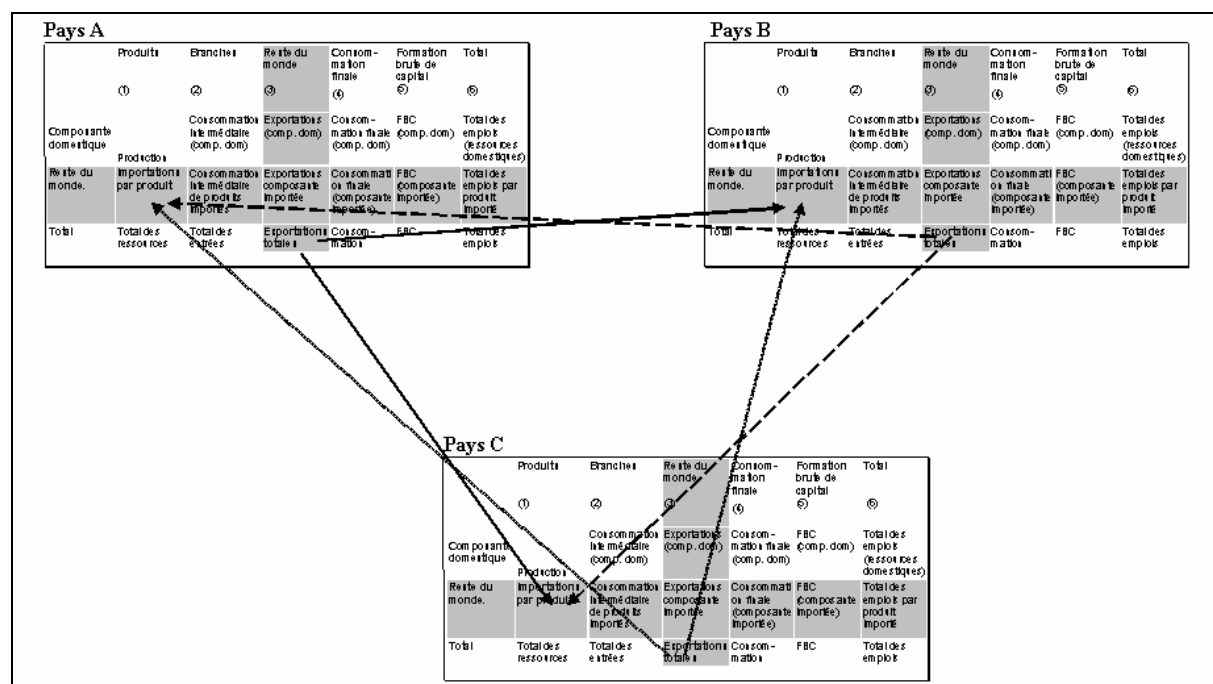 Pays A
Produits
(1)
Branches
(2)
Reste du
monde
(3)
Consom-
mation
finale
(4)
Formation
brute de
capital
(5)
Total
(6)
Composante
domestique
Production
Consommation
intermédiaire
(comp. dom)
Exportations
(comp. dom)
Consom-
mation finale
(comp. dom)
FBC
(comp. dom)
Total des
emplois
(ressources
domestiques)
Reste du
monde.
Importations
par produit
Consommation
intermédiaire
de produits
importés
Exportations
composante
importée
Consommati
on finale
(composante
importée)
FBC
(composante
importée)
Total des
emplois par
produit
importé
Total
Total des
ressources
Total des
entrées
Exportations
totales
Consom-
mation
FBC
Total des
emplois
Pays B
Produits
(1)
Branches
(2)
Reste du
monde
(3)
Consom-
mation
finale
(4)
Formation
brute de
capital
(5)
Total
(6)
Composante
domestique
Production
Consommation
intermédiaire
(comp. dom)
Exportations
(comp. dom)
Consom-
mation finale
(comp. dom)
FBC
(comp. dom)
Total des
emplois
(ressources
domestiques)
Reste du
monde.
Importations
par produit
Consommation
intermédiaire
de produits
importés
Exportations
composante
importée
Consommati
on finale
(composante
importée)
FBC
(composante
importée)
Total des
emplois par
produit
importé
Total
Total des
ressources
Total des
entrées
Exportations
totales
Consom-
mation
FBC
Total des
emplois
Pays C
Produits
(1)
Branches
(2)
Reste du
monde
(3)
Consom-
mation
finale
(4)
Formation
brute de
capital
(5)
Total
(6)
Composante
domestique
Production
Consommation
intermédiaire
(comp. dom)
Exportations
(comp. dom)
Consom-
mation finale
(comp. dom)
FBC
(comp. dom)
Total des
emplois
(ressources
domestiques)
Reste du
monde.
Importations
par produit
Consommation
intermédiaire
de produits
importés
Exportations
composante
importée
Consommati
on finale
(composante
importée)
FBC
(composante
importée)
Total des
emplois par
produit
importé
Total
Total des
ressources
Total des
entrées
Exportations
totales
Consom-
mation
FBC
Total des
emplois